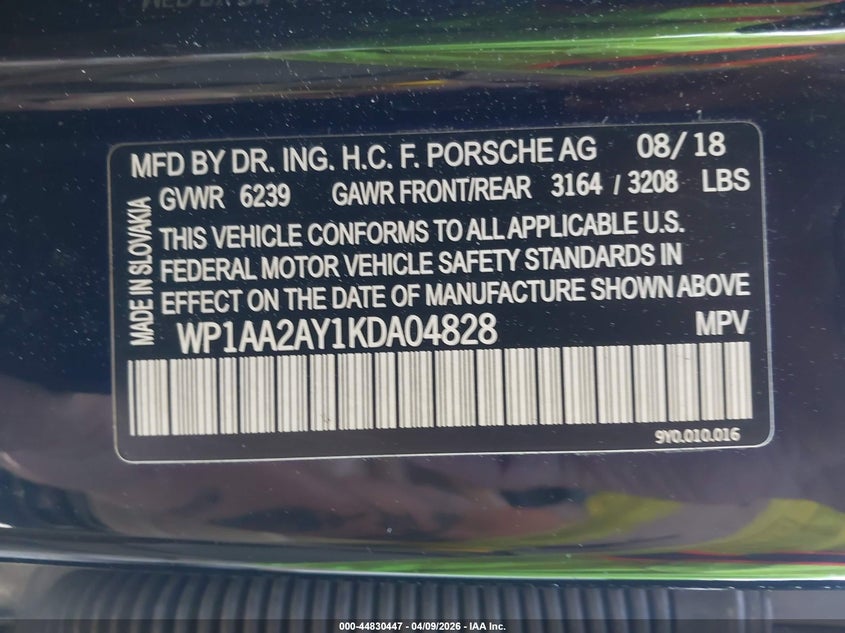 MFD BY DR. ING. H.C. F. PORSCHE AG 08/18
GVWR 6239 GAWR FRONT/REAR 3164 / 3208 LBS
MADE IN SLOVAKIA
THIS VEHICLE CONFORMS TO ALL APPLICABLE U.S.
FEDERAL MOTOR VEHICLE SAFETY STANDARDS IN
EFFECT ON THE DATE OF MANUFACTURE SHOWN ABOVE
WP1AA2AY1KDA04828 MPV
9Y0.010.016
000-44830447 - 04/09/2026 - IAA Inc.